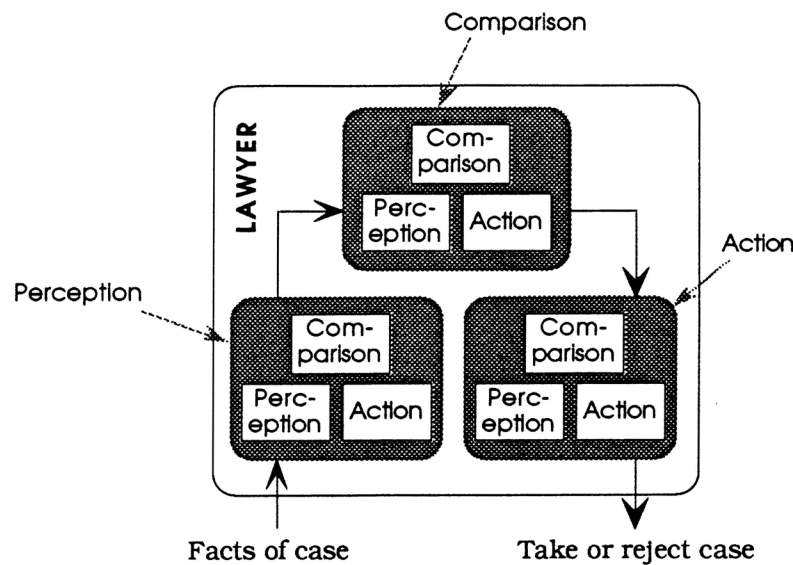 Comparison
LAWYER
Com-
parison
Perc-
eption
Action
Action
Perception
Com-
parison
Perc-
eption
Action
Com-
parison
Perc-
eption
Action
Facts of case
Take or reject case